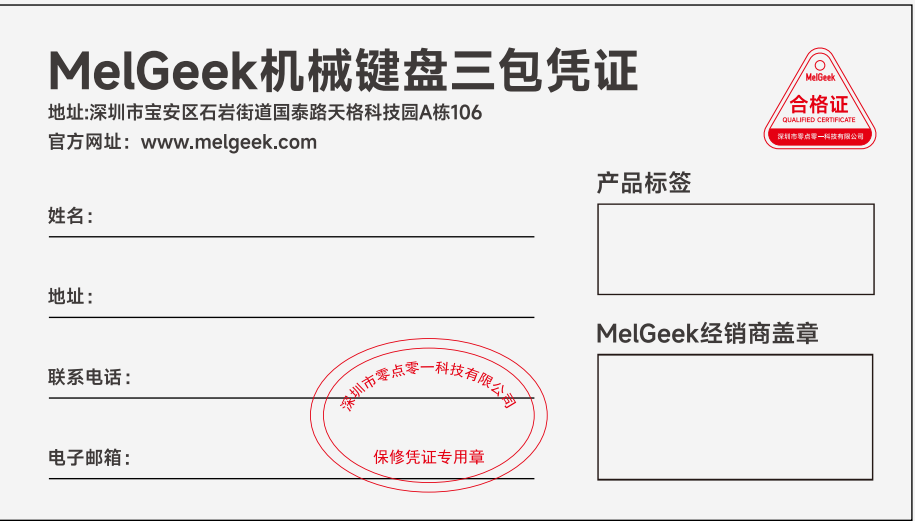 MelGeek机械键盘三包凭证
地址:深圳市宝安区石岩街道国泰路天格科技园A栋106
官方网址：www.melgeek.com
MelGeek
合格证
QUALIFIED CERTIFICATE
深圳市零点零一科技有限公司
姓名：
地址：
联系电话：
电子邮箱：
深圳市零点零一科技有限公司
保修凭证专用章
产品标签
MelGeek经销商盖章